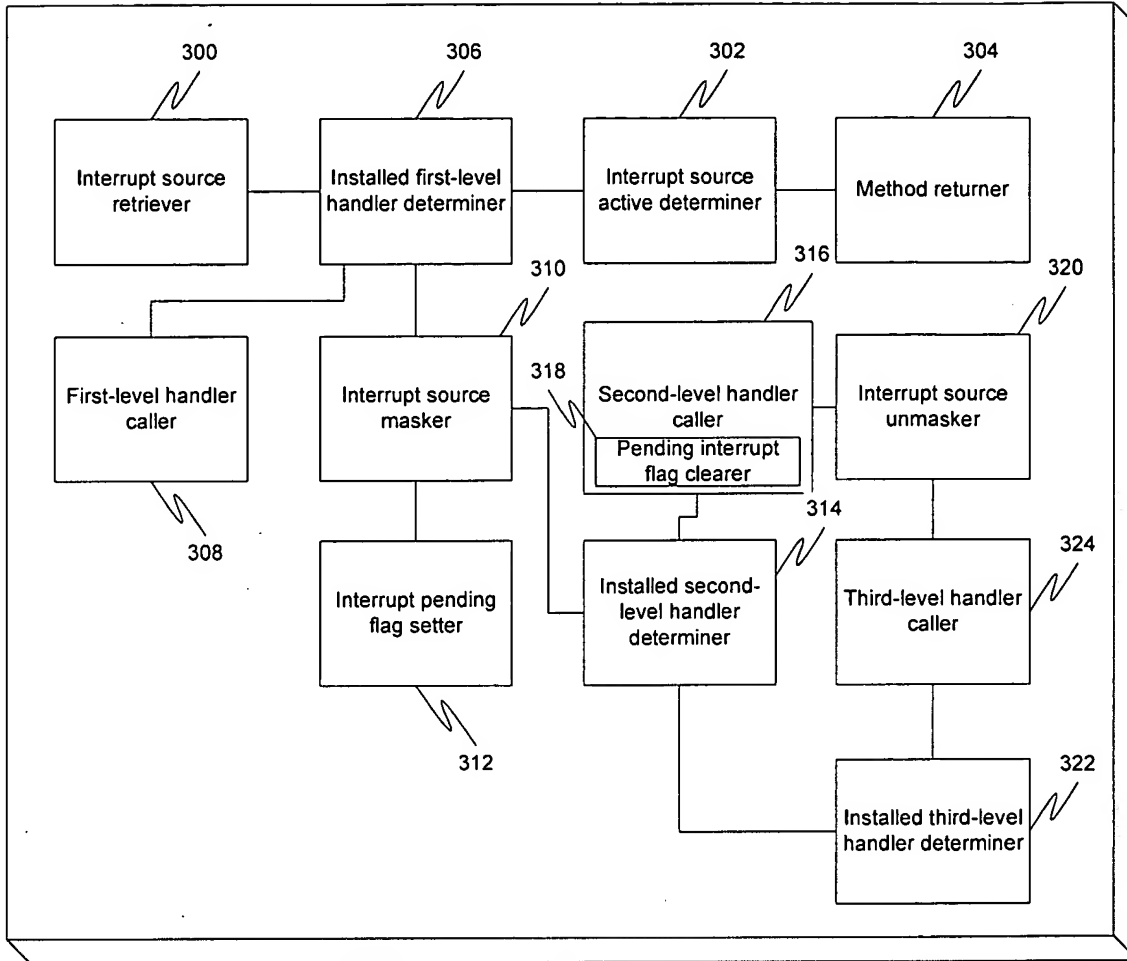 300
306
302
304
Interrupt source
retriever
Installed first-level
handler determiner
Interrupt source
active determiner
Method returner
310
316
320
First-level handler
caller
Interrupt source
masker
318
Second-level handler
caller
Pending interrupt
flag clearer
Interrupt source
unmasker
308
314
324
Interrupt pending
flag setter
Installed second-
level handler
determiner
Third-level handler
caller
312
322
Installed third-level
handler determiner